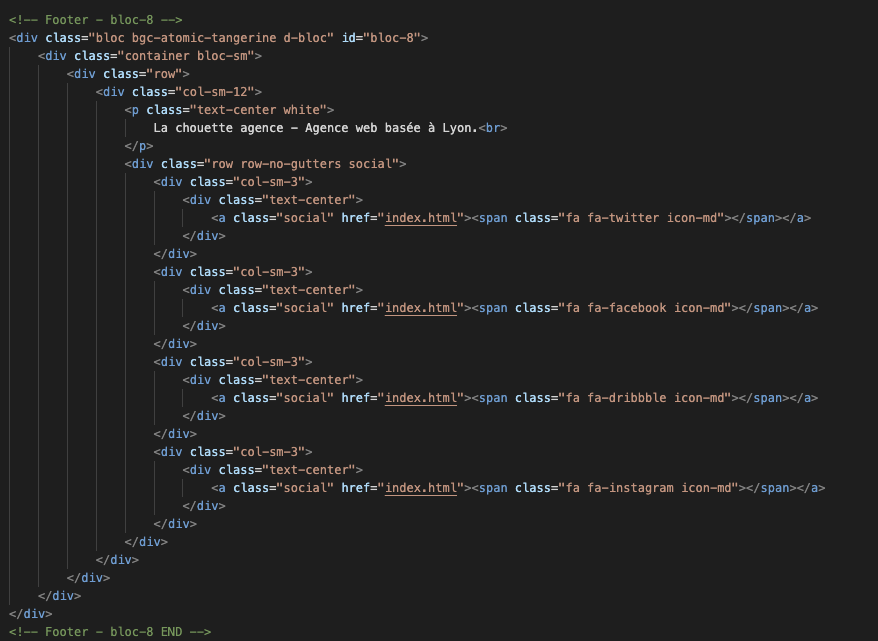 <!-- Footer - bloc-8 -->
<div class="bloc bgc-atomic-tangerine d-bloc" id="bloc-8">
    <div class="container bloc-sm">
        <div class="row">
            <div class="col-sm-12">
                <p class="text-center white">
                    La chouette agence - Agence web basée à Lyon.<br>
                </p>
                <div class="row row-no-gutters social">
                    <div class="col-sm-3">
                        <div class="text-center">
                            <a class="social" href="index.html"><span class="fa fa-twitter icon-md"></span></a>
                        </div>
                    </div>
                    <div class="col-sm-3">
                        <div class="text-center">
                            <a class="social" href="index.html"><span class="fa fa-facebook icon-md"></span></a>
                        </div>
                    </div>
                    <div class="col-sm-3">
                        <div class="text-center">
                            <a class="social" href="index.html"><span class="fa fa-dribbble icon-md"></span></a>
                        </div>
                    </div>
                    <div class="col-sm-3">
                        <div class="text-center">
                            <a class="social" href="index.html"><span class="fa fa-instagram icon-md"></span></a>
                        </div>
                    </div>
                </div>
            </div>
        </div>
    </div>
</div>
<!-- Footer - bloc-8 END -->